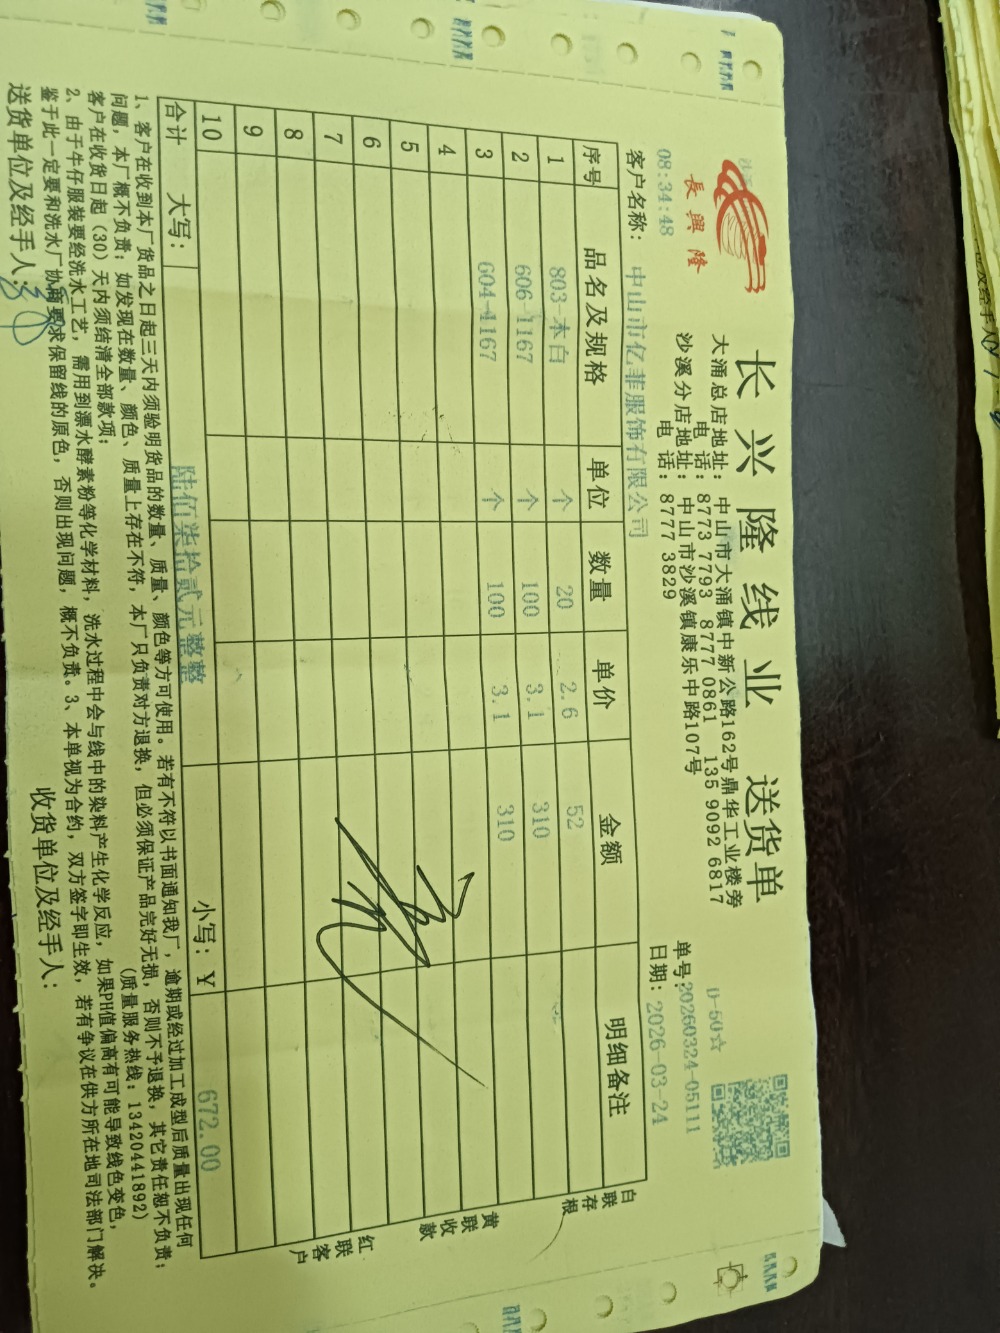 长兴隆线业 送货单
長興隆
大涌总店地址：中山市大涌镇中新公路162号鼎华工业楼旁
电 话：8773 7793 8777 0861 135 9092 6817
沙溪分店地址：中山市沙溪镇康乐中路107号
电 话：8777 3829
D-50☆
单号：20260324-05111
08:34:48
日期：2026-03-24
客户名称：中山市亿菲服饰有限公司
序号 品名及规格 单位 数量 单价 金额 明细备注
1 803-本白 个 20 2.6 52
2 606-1167 个 100 3.1 310
3 604-1167 个 100 3.1 310
4
5
6
7
8
9
10
合计 大写：陆佰柒拾贰元整整 小写：￥ 672.00
白联存根
黄联收款
红联客户
1、客户在收到本厂货品之日起三天内须验明货品的数量、质量、颜色等方可使用。若有不符以书面通知我厂，逾期或经过加工成型后质量出现任何
问题，本厂概不负责；如发现在数量、颜色、质量上存在不符，本厂只负责对方退换，但必须保证产品完好无损，否则不予退换，其它责任恕不负责；
客户在收货日起（30）天内须结清全部款项； （质量服务热线：13420441892）
2、由于牛仔服装要经洗水工艺，需用到漂水酵素粉等化学材料，洗水过程中会与线中的染料产生化学反应，如果PH值偏高有可能导致线色变色，
鉴于此一定要和洗水厂协商要求保留线的原色，否则出现问题，概不负责。3、本单视为合约，双方签字即生效，若有争议在供方所在地司法部门解决。
送货单位及经手人： 收货单位及经手人：